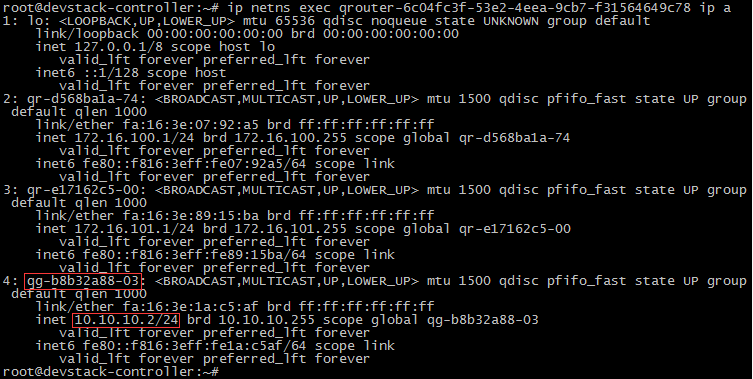 root@devstack-controller:~# ip netns exec qrouter-6c04fc3f-53e2-4eea-9cb7-f31564649c78 ip a
1: lo: <LOOPBACK,UP,LOWER_UP> mtu 65536 qdisc noqueue state UNKNOWN group default
    link/loopback 00:00:00:00:00:00 brd 00:00:00:00:00:00
    inet 127.0.0.1/8 scope host lo
       valid_lft forever preferred_lft forever
    inet6 ::1/128 scope host
       valid_lft forever preferred_lft forever
2: qr-d568ba1a-74: <BROADCAST,MULTICAST,UP,LOWER_UP> mtu 1500 qdisc pfifo_fast state UP group
 default qlen 1000
    link/ether fa:16:3e:07:92:a5 brd ff:ff:ff:ff:ff:ff
    inet 172.16.100.1/24 brd 172.16.100.255 scope global qr-d568ba1a-74
       valid_lft forever preferred_lft forever
    inet6 fe80::f816:3eff:fe07:92a5/64 scope link
       valid_lft forever preferred_lft forever
3: qr-e17162c5-00: <BROADCAST,MULTICAST,UP,LOWER_UP> mtu 1500 qdisc pfifo_fast state UP group
 default qlen 1000
    link/ether fa:16:3e:89:15:ba brd ff:ff:ff:ff:ff:ff
    inet 172.16.101.1/24 brd 172.16.101.255 scope global qr-e17162c5-00
       valid_lft forever preferred_lft forever
    inet6 fe80::f816:3eff:fe89:15ba/64 scope link
       valid_lft forever preferred_lft forever
4: qg-b8b32a88-03: <BROADCAST,MULTICAST,UP,LOWER_UP> mtu 1500 qdisc pfifo_fast state UP group
 default qlen 1000
    link/ether fa:16:3e:1a:c5:af brd ff:ff:ff:ff:ff:ff
    inet 10.10.10.2/24 brd 10.10.10.255 scope global qg-b8b32a88-03
       valid_lft forever preferred_lft forever
    inet6 fe80::f816:3eff:fe1a:c5af/64 scope link
       valid_lft forever preferred_lft forever
root@devstack-controller:~#